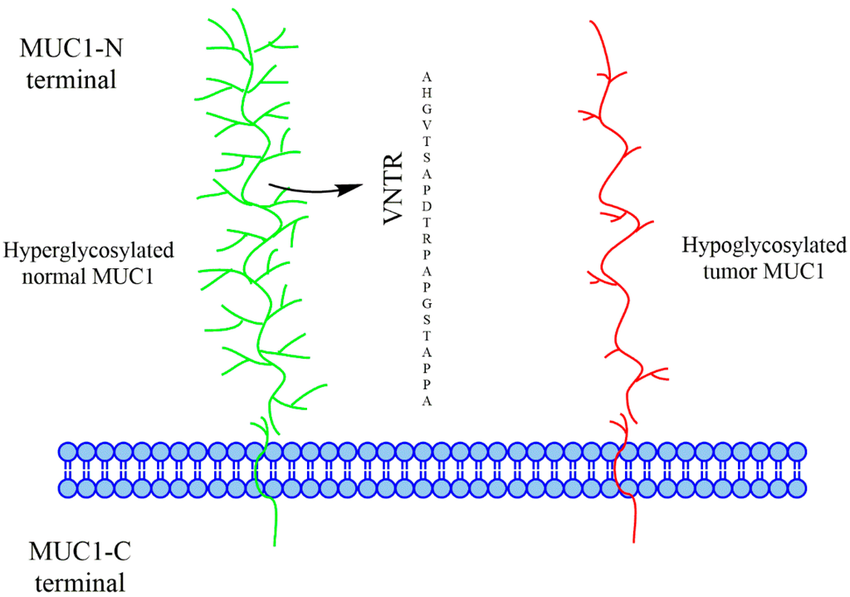 MUC1-N
terminal
Hyperglycosylated
normal MUC1
VNTR
A
H
G
V
T
S
A
P
D
T
R
P
A
P
G
S
T
A
P
P
A
Hypoglycosylated
tumor MUC1
MUC1-C
terminal